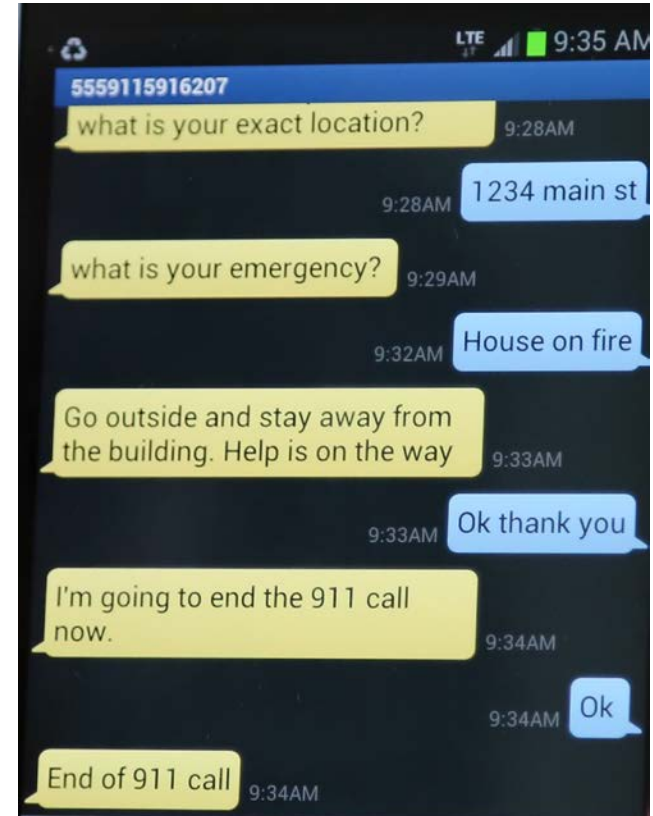 LTE 9:35 AM
5559115916207
what is your exact location? 9:28AM
9:28AM 1234 main st
what is your emergency? 9:29AM
9:32AM House on fire
Go outside and stay away from
the building. Help is on the way 9:33AM
9:33AM Ok thank you
I'm going to end the 911 call
now. 9:34AM
9:34AM Ok
End of 911 call 9:34AM